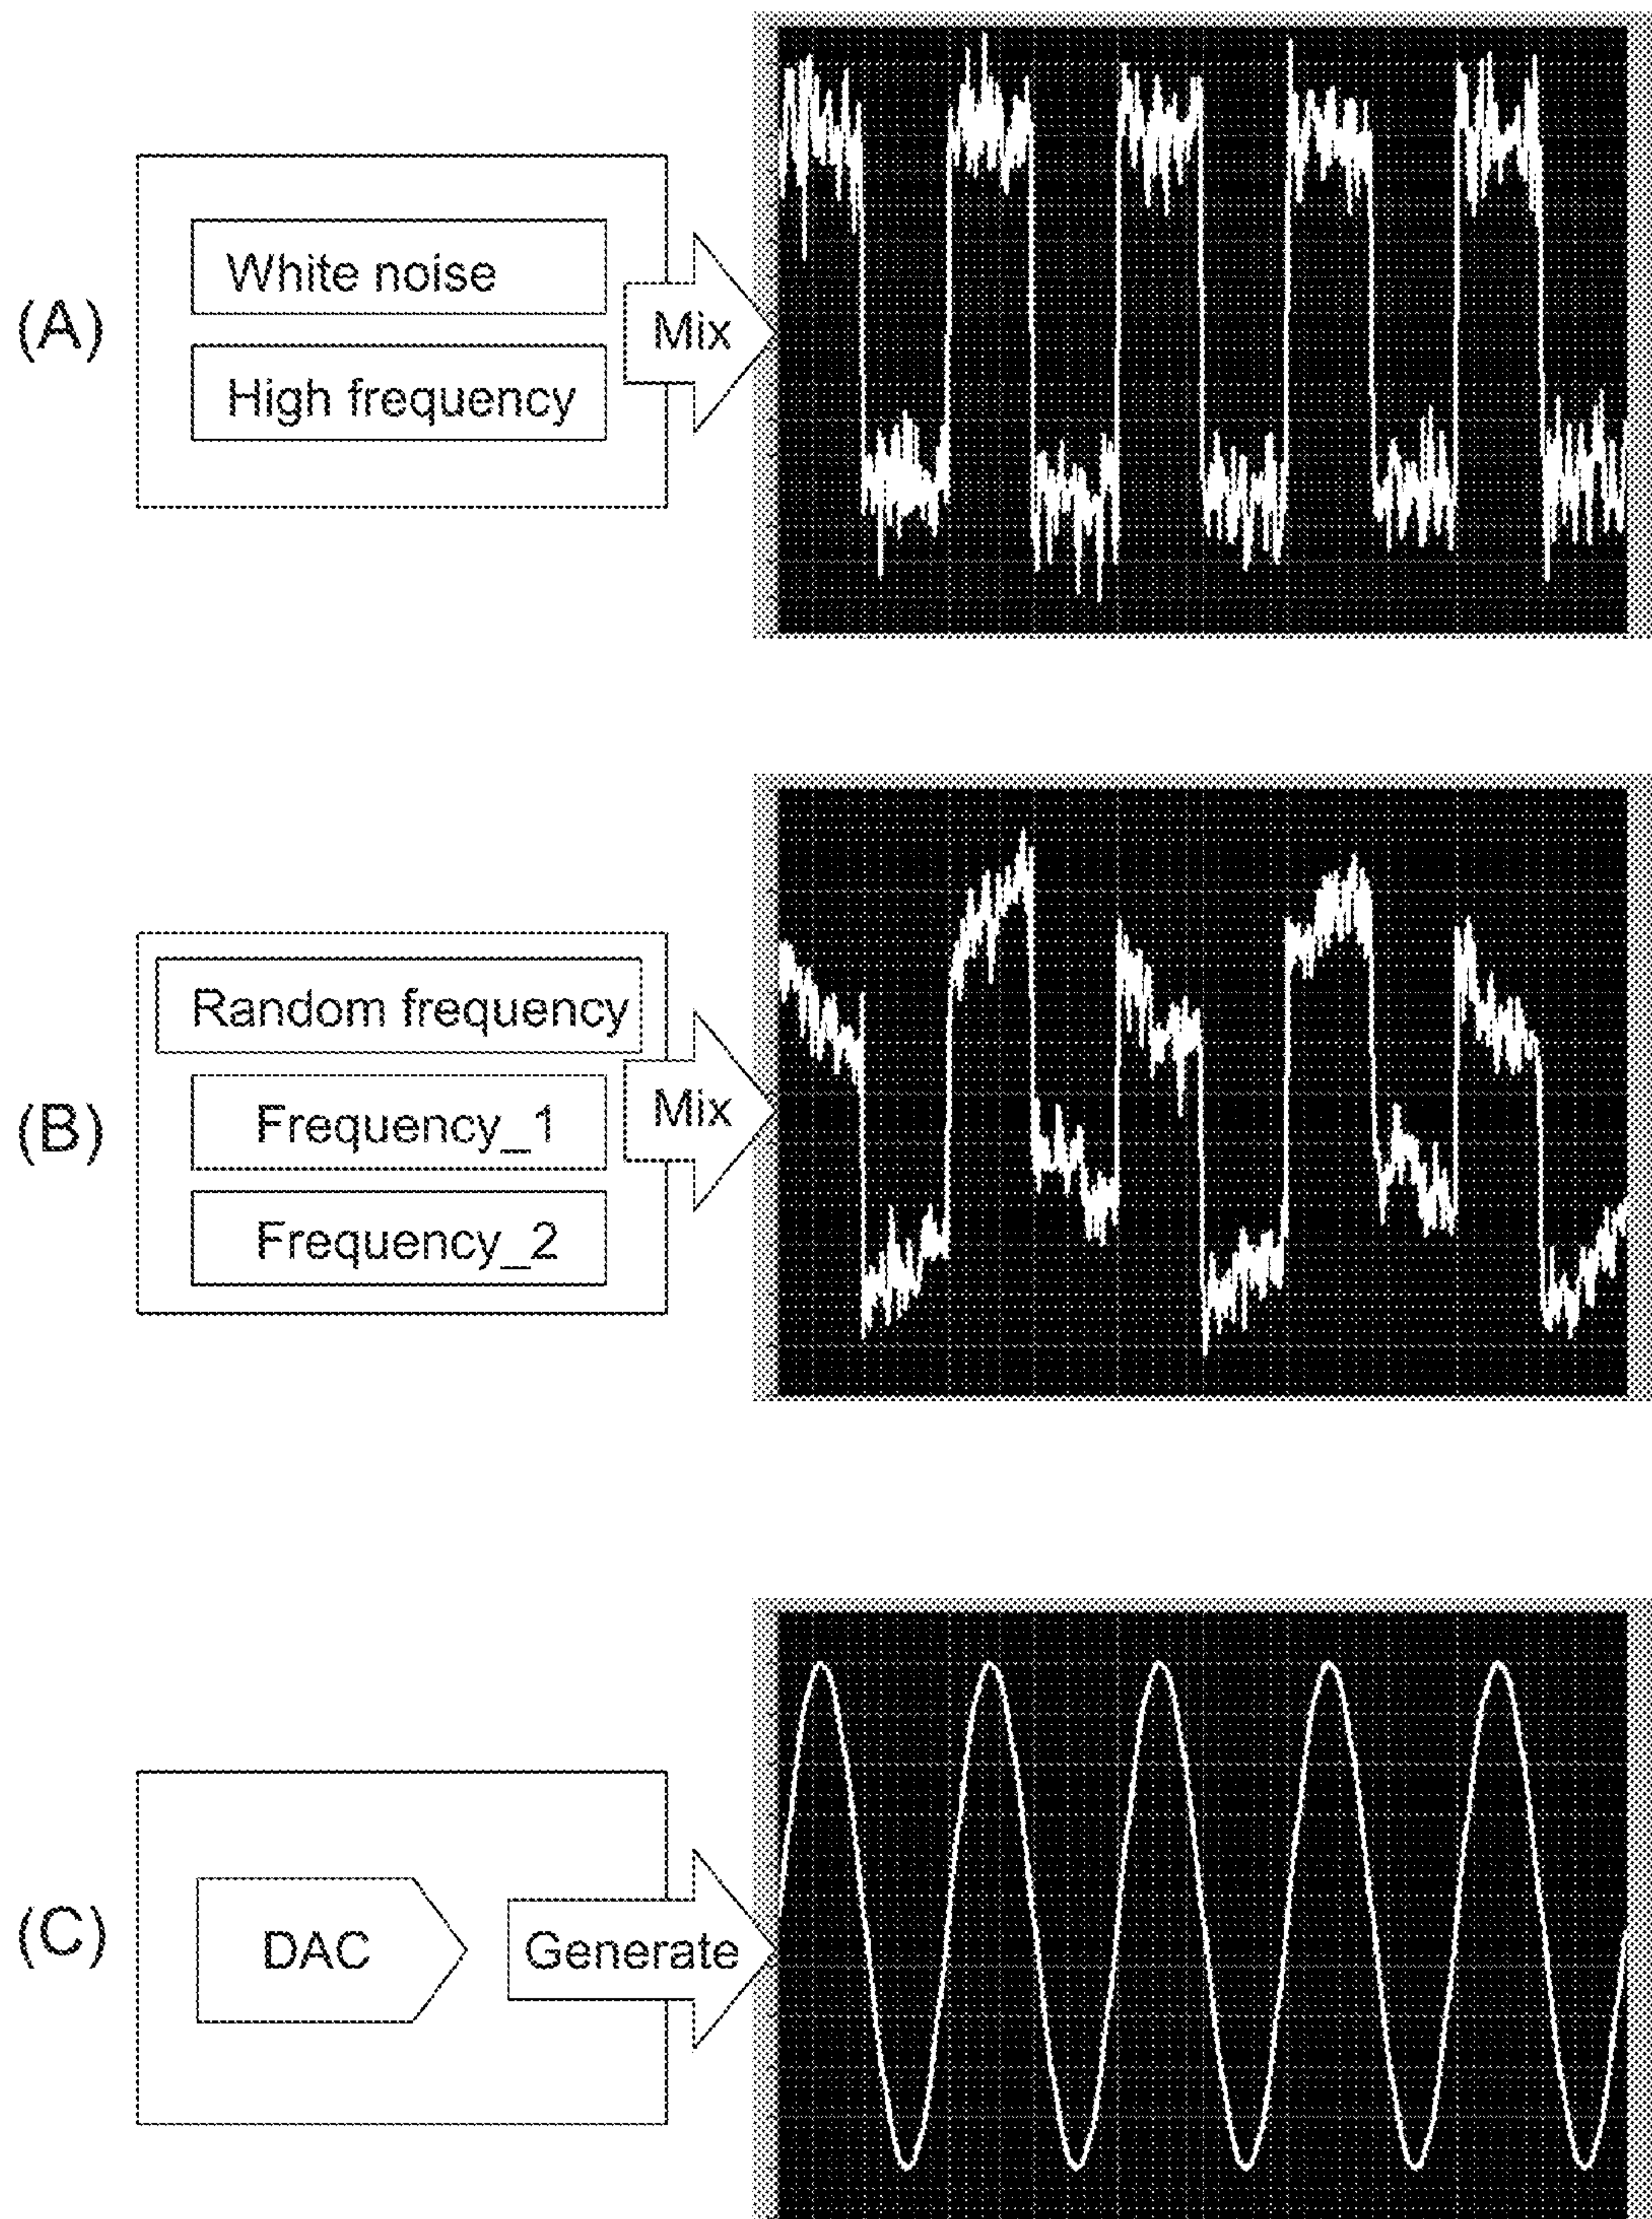 (A)
White noise
High frequency
Mix
(B)
Random frequency
Frequency_1
Frequency_2
Mix
(C)
DAC
Generate